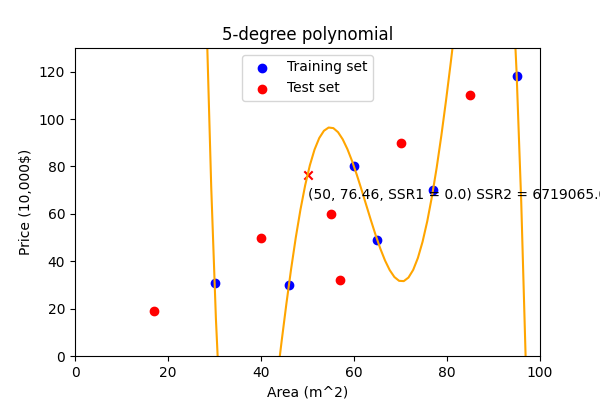 5-degree polynomial
Training set
Test set
Price (10,000$)
120
100
80
60
40
20
0
(50, 76.46, SSR1 = 0.0) SSR2 = 6719065.
0
20
40
60
80
100
Area (m^2)